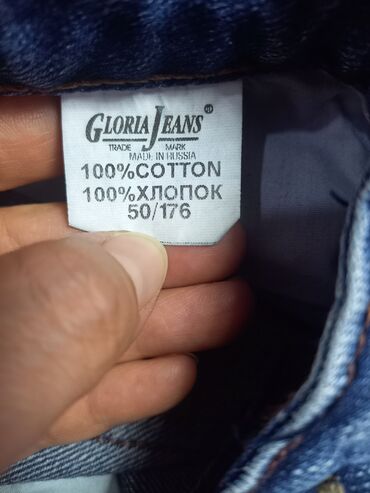 GLORIA JEANS ®
TRADE MARK
MADE IN RUSSIA
100%COTTON
100%ХЛОПОК
50/176